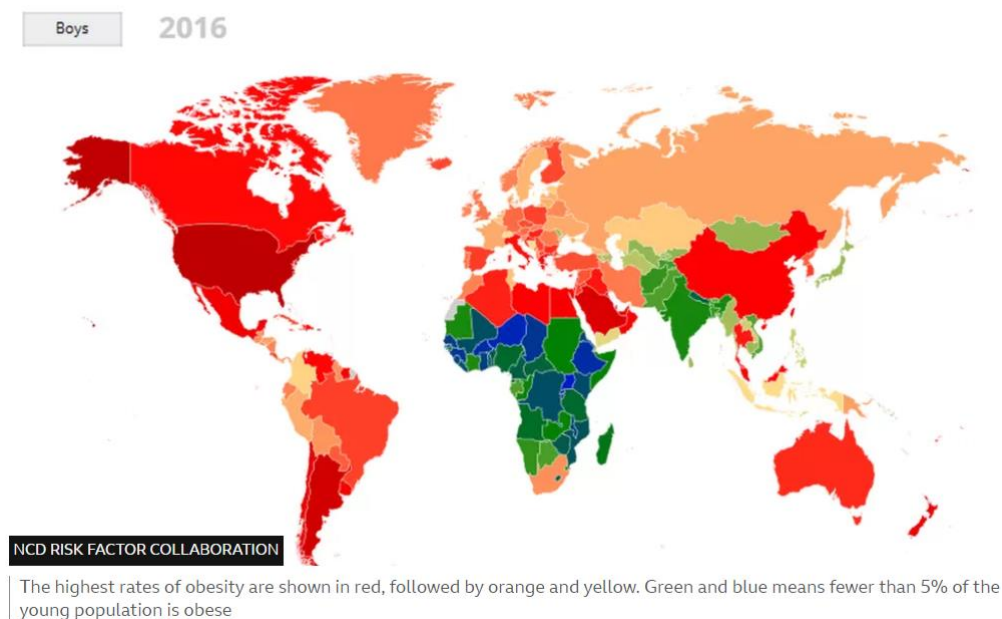 Boys
2016
NCD RISK FACTOR COLLABORATION
The highest rates of obesity are shown in red, followed by orange and yellow. Green and blue means fewer than 5% of the
young population is obese